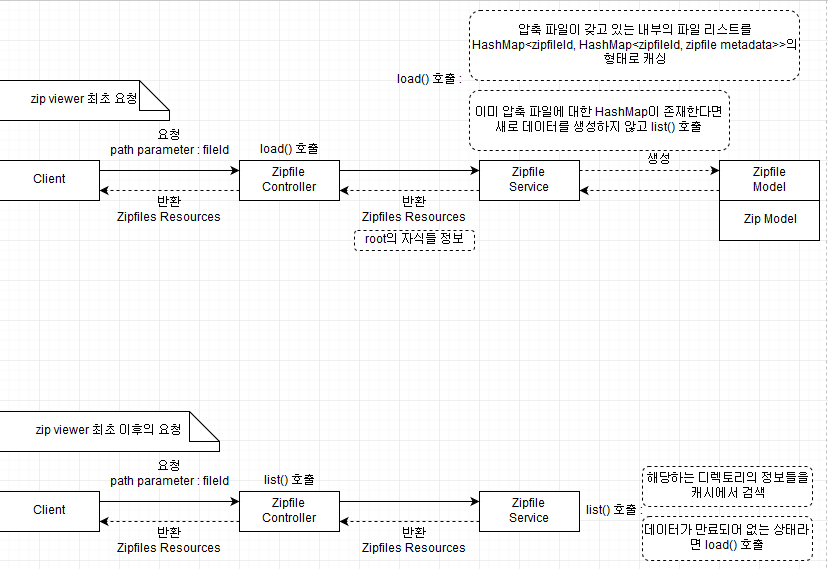 압축 파일이 갖고 있는 내부의 파일 리스트를
HashMap<zipfileId, HashMap<zipfileId, zipfile metadata>>의
형태로 캐싱
load() 호출 :
zip viewer 최초 요청
이미 압축 파일에 대한 HashMap이 존재한다면
새로 데이터를 생성하지 않고 list() 호출
요청
path parameter : fileId
load() 호출
생성
Client
Zipfile
Controller
Zipfile
Service
Zipfile
Model
Zip Model
반환
Zipfiles Resources
반환
Zipfiles Resources
root의 자식들 정보
zip viewer 최초 이후의 요청
요청
path parameter : fileId
list() 호출
Client
Zipfile
Controller
Zipfile
Service
list() 호출 :
해당하는 디렉토리의 정보들을
캐시에서 검색
데이터가 만료되어 없는 상태라
면 load() 호출
반환
Zipfiles Resources
반환
Zipfiles Resources